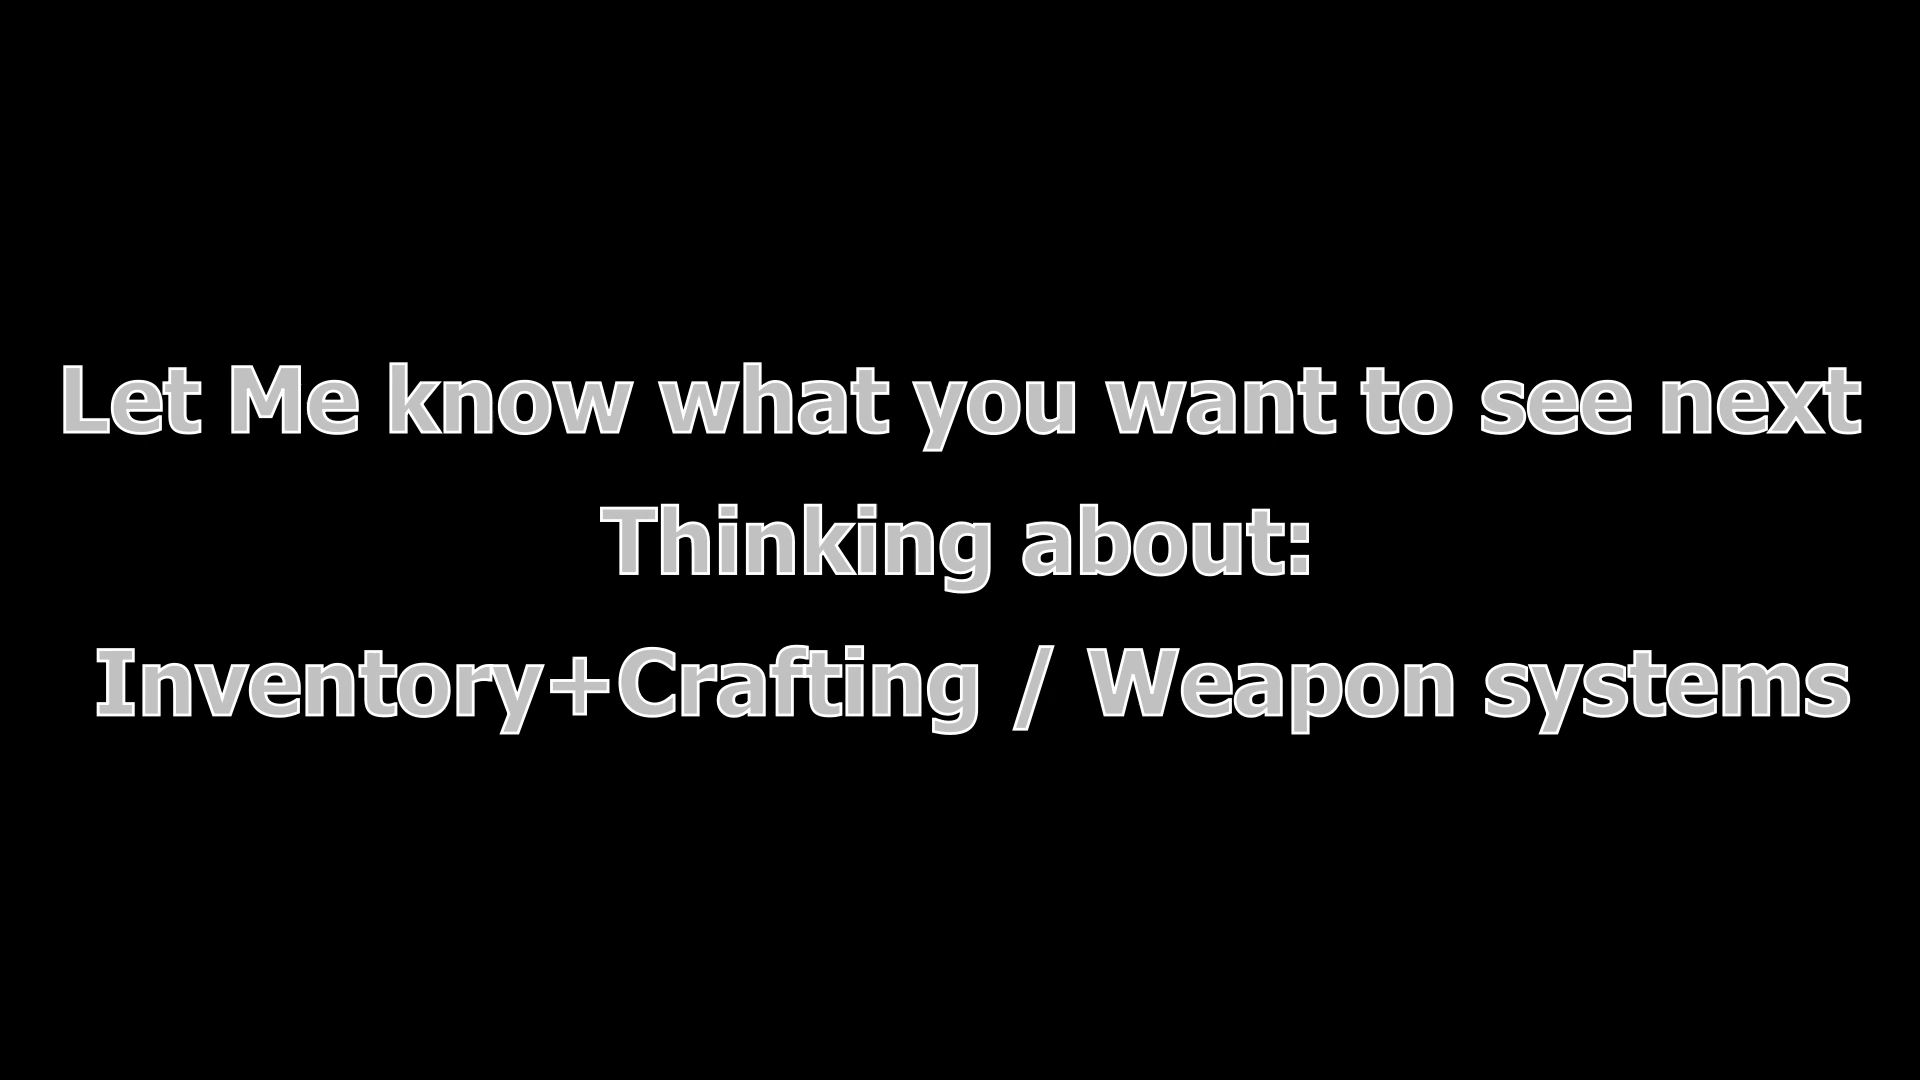 Let Me know what you want to see next
Thinking about:
Inventory+Crafting / Weapon systems